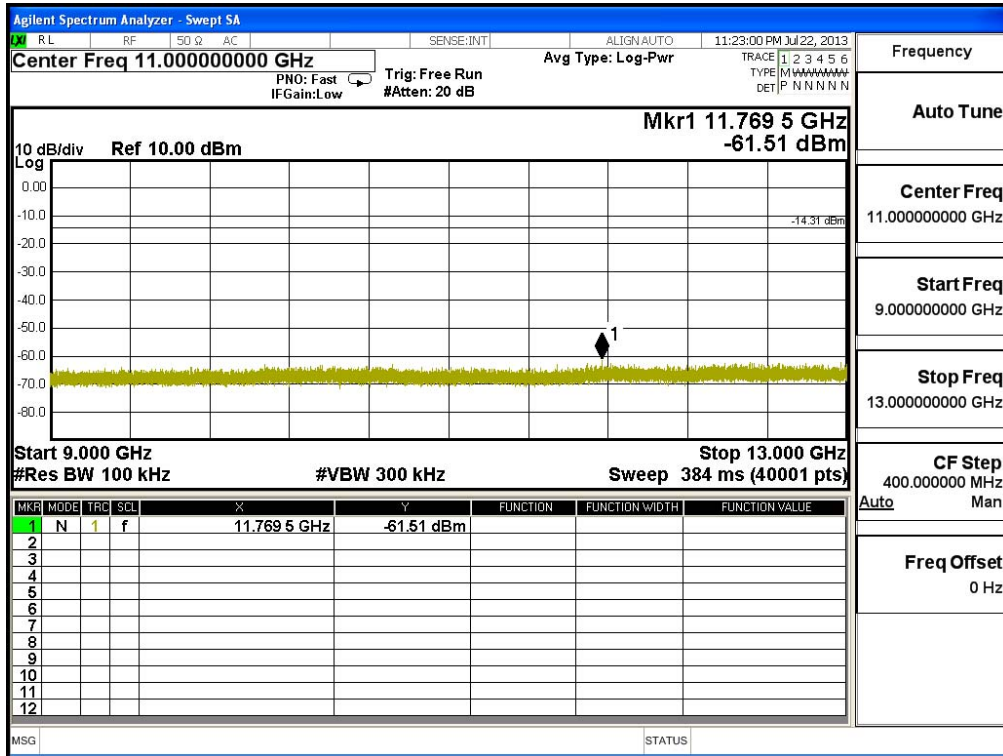 Agilent Spectrum Analyzer - Swept SA
LXI RL RF 50 Ω AC SENSE:INT ALIGN AUTO 11:23:00 PM Jul 22, 2013
Center Freq 11.000000000 GHz
PNO: Fast
IFGain:Low
Trig: Free Run
#Atten: 20 dB
Avg Type: Log-Pwr
TRACE 1 2 3 4 5 6
TYPE M WWWWW
DET P N N N N N
Mkr1 11.769 5 GHz
-61.51 dBm
10 dB/div Ref 10.00 dBm
Log
0.00
-10.0
-14.31 dBm
-20.0
-30.0
-40.0
-50.0
1
-60.0
-70.0
-80.0
Start 9.000 GHz Stop 13.000 GHz
#Res BW 100 kHz #VBW 300 kHz Sweep 384 ms (40001 pts)
MKR MODE TRC SCL X Y FUNCTION FUNCTION WIDTH FUNCTION VALUE
1 N 1 f 11.769 5 GHz -61.51 dBm
2
3
4
5
6
7
8
9
10
11
12
MSG STATUS
Frequency
Auto Tune
Center Freq
11.000000000 GHz
Start Freq
9.000000000 GHz
Stop Freq
13.000000000 GHz
CF Step
400.000000 MHz
Auto Man
Freq Offset
0 Hz